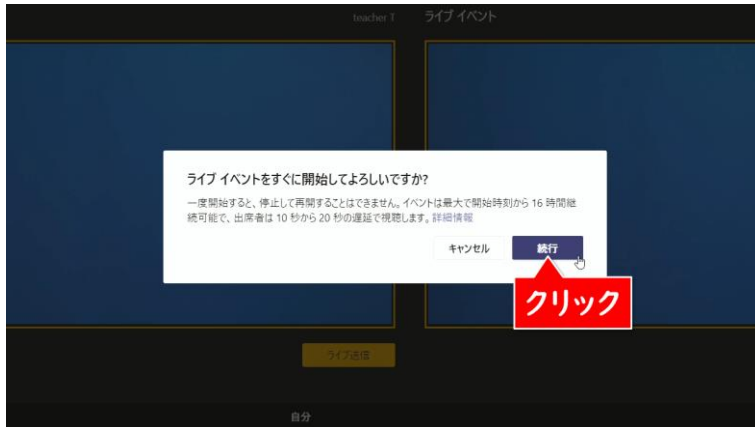 teacher T ライブ イベント
ライブ イベントをすぐに開始してよろしいですか?
一度開始すると、停止して再開することはできません。イベントは最大で開始時刻から 16 時間継
続可能で、出席者は 10 秒から 20 秒の遅延で視聴します。詳細情報
キャンセル 続行
クリック
ライブ送信
自分